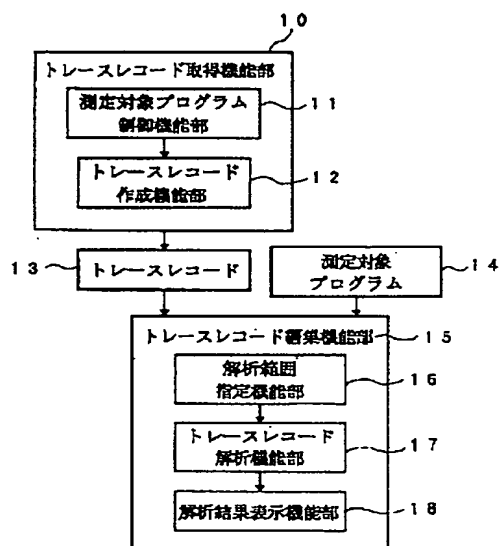 10
トレースレコード取得機能部
測定対象プログラム
制御機能部
11
トレースレコード
作成機能部
12
13
トレースレコード
測定対象
プログラム
14
トレースレコード編集機能部
15
解析範囲
指定機能部
16
トレースレコード
解析機能部
17
解析結果表示機能部
18